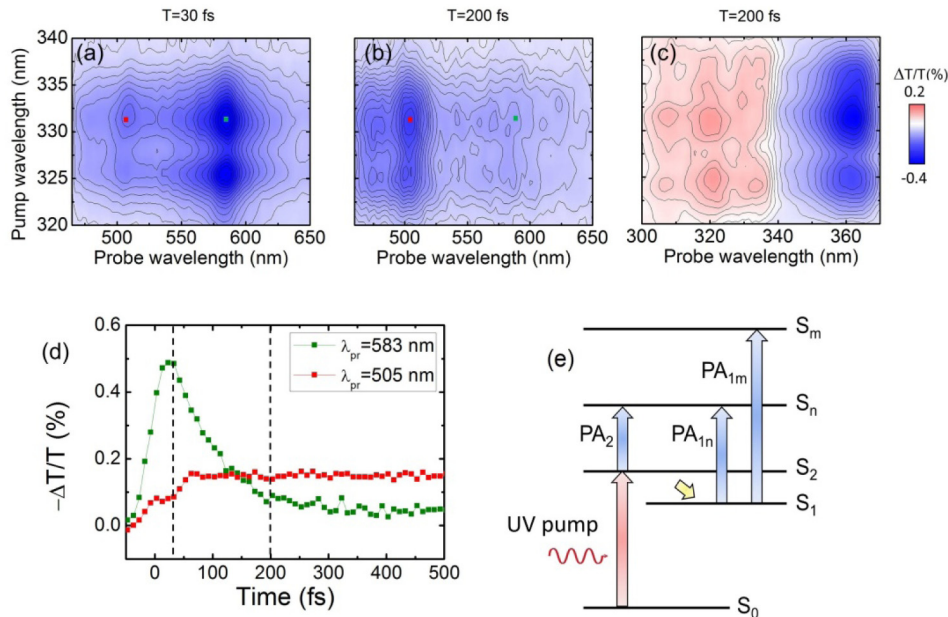 T=30 fs
T=200 fs
T=200 fs
(a)
(b)
(c)
Pump wavelength (nm)
340
335
330
325
320
500 550 600 650
Probe wavelength (nm)
500 550 600 650
Probe wavelength (nm)
300 320 340 360
Probe wavelength (nm)
ΔT/T(%)
0.2
-0.4
(d)
λpr=583 nm
λpr=505 nm
-ΔT/T (%)
0.6
0.4
0.2
0.0
0 100 200 300 400 500
Time (fs)
(e)
Sm
Sn
S2
S1
S0
PA2
PA1n
PA1m
UV pump